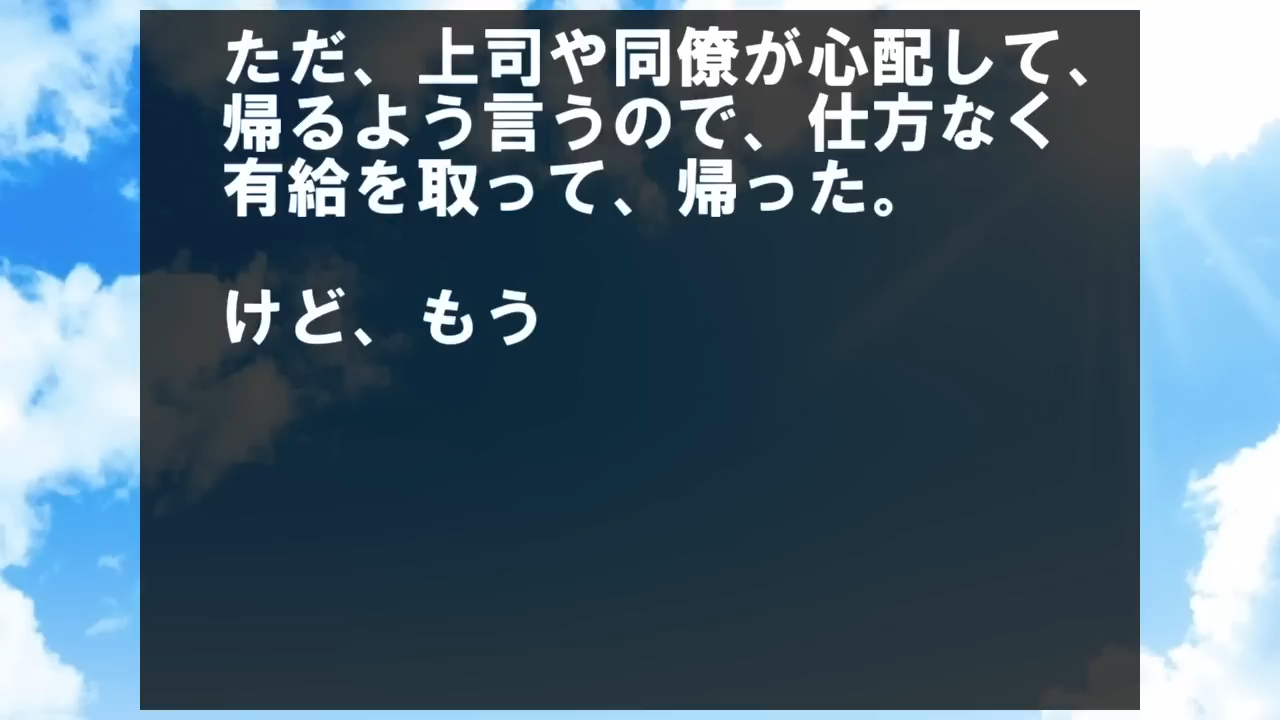 ただ、上司や同僚が心配して、
帰るよう言うので、仕方なく
有給を取って、帰った。
けど、もう